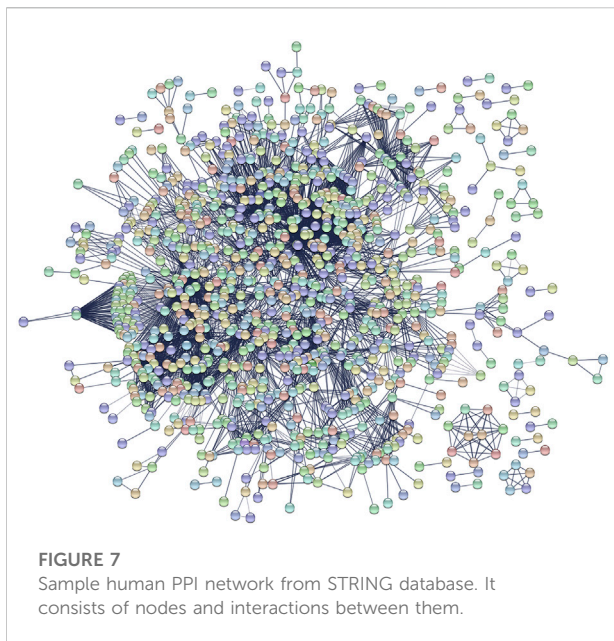 FIGURE 7
Sample human PPI network from STRING database. It
consists of nodes and interactions between them.